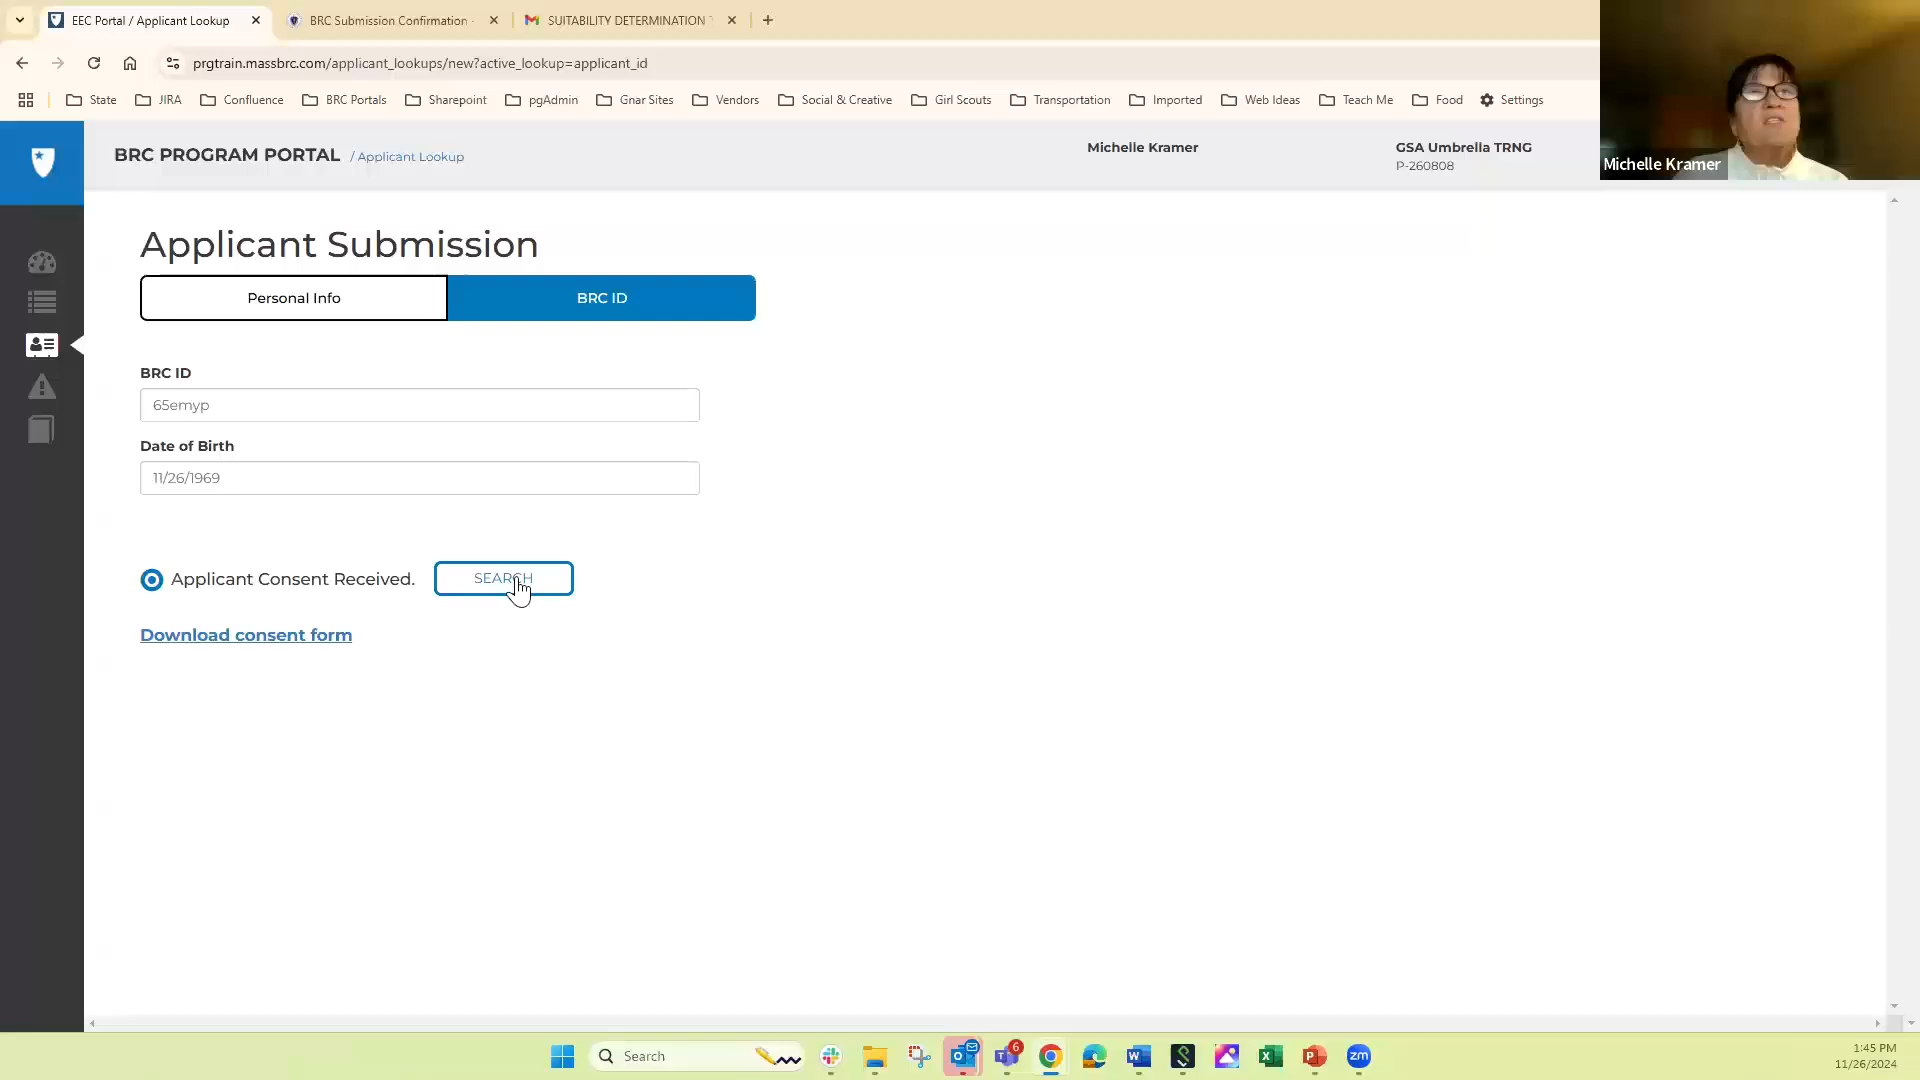 EEC Portal / Applicant Lookup
BRC Submission Confirmation -
SUITABILITY DETERMINATION
prgtrain.massbrc.com/applicant_lookups/new?active_lookup=applicant_id
State
JIRA
Confluence
BRC Portals
Sharepoint
pgAdmin
Gnar Sites
Vendors
Social & Creative
Girl Scouts
Transportation
Imported
Web Ideas
Teach Me
Food
Settings
BRC PROGRAM PORTAL / Applicant Lookup
Michelle Kramer
GSA Umbrella TRNG
P-260808
Michelle Kramer
Applicant Submission
Personal Info
BRC ID
BRC ID
65emyp
Date of Birth
11/26/1969
Applicant Consent Received.
SEARCH
Download consent form
Search
6
zm
1:45 PM
11/26/2024